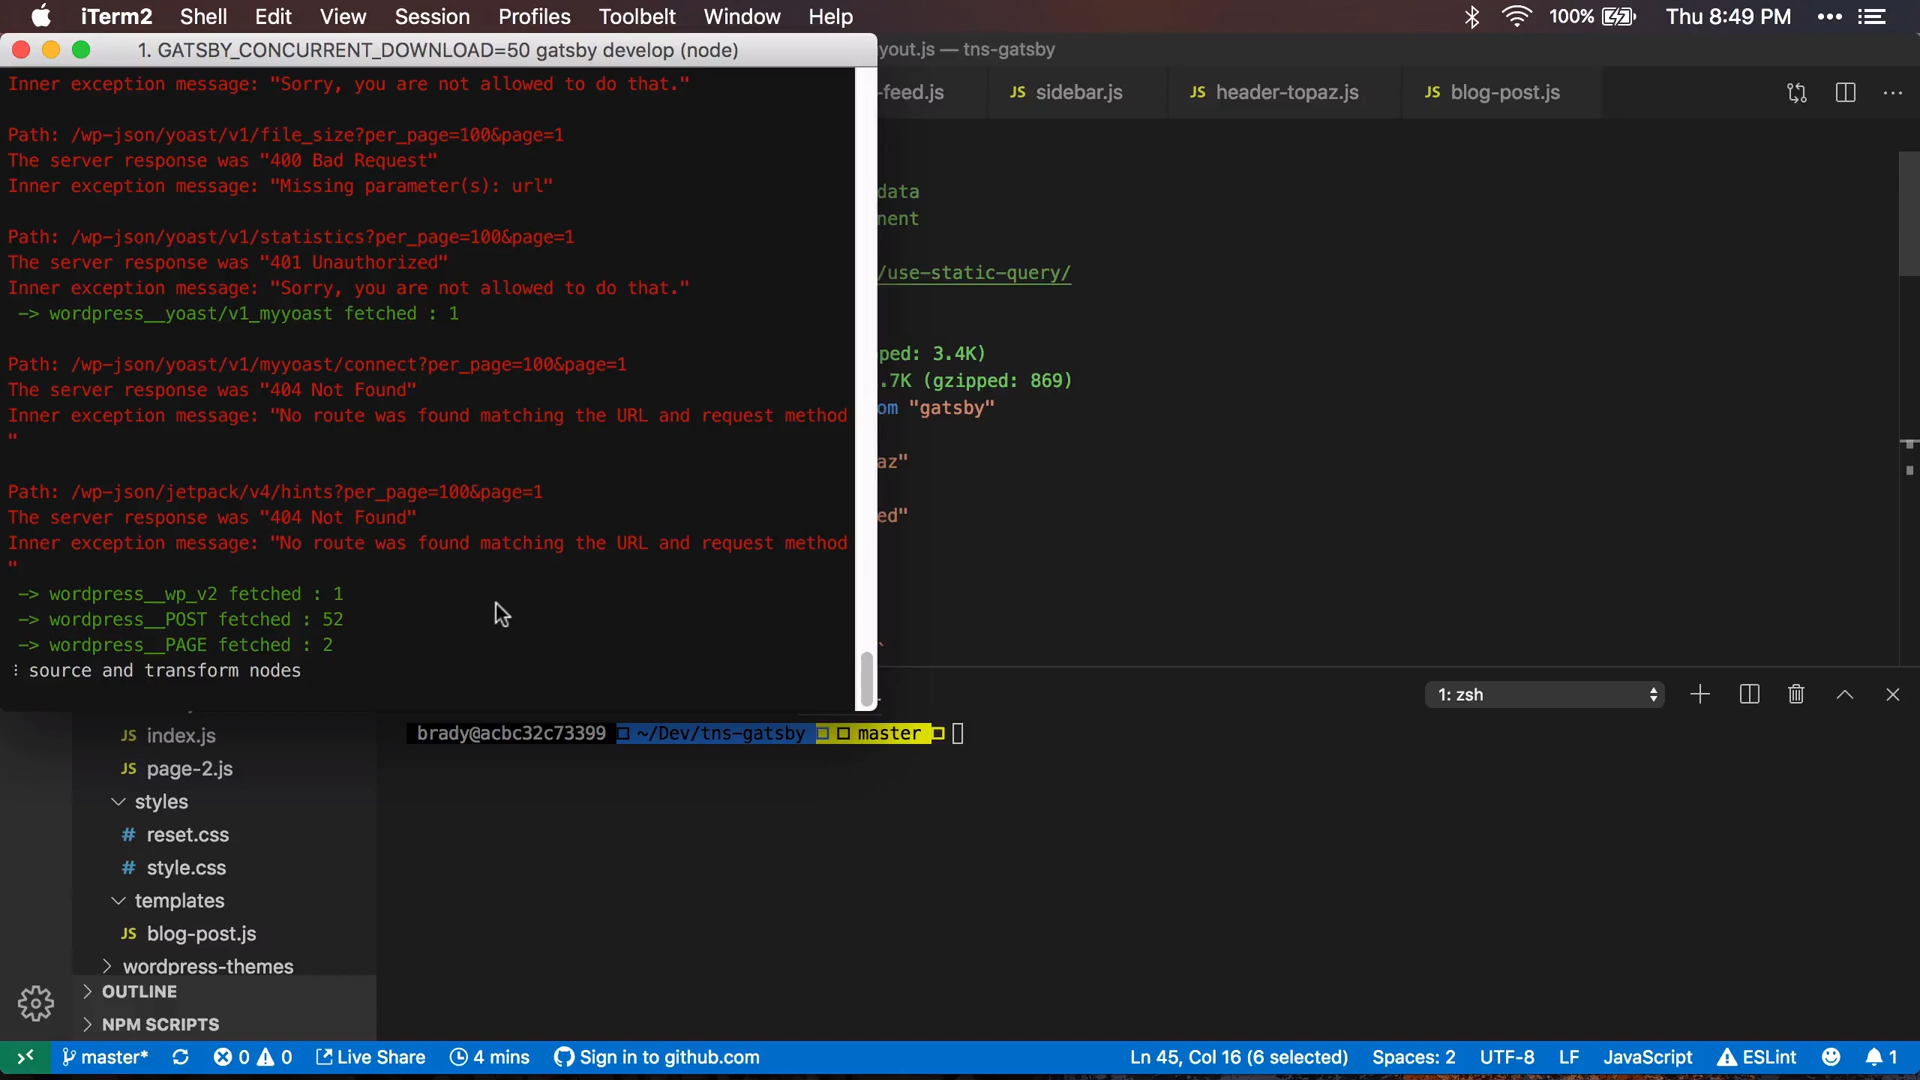 iTerm2 Shell Edit View Session Profiles Toolbelt Window Help 100% Thu 8:49 PM
1. GATSBY_CONCURRENT_DOWNLOAD=50 gatsby develop (node)
yout.js — tns-gatsby
-feed.js JS sidebar.js JS header-topaz.js JS blog-post.js
Inner exception message: "Sorry, you are not allowed to do that."
Path: /wp-json/yoast/v1/file_size?per_page=100&page=1
The server response was "400 Bad Request"
Inner exception message: "Missing parameter(s): url"
Path: /wp-json/yoast/v1/statistics?per_page=100&page=1
The server response was "401 Unauthorized"
Inner exception message: "Sorry, you are not allowed to do that."
-> wordpress__yoast/v1_myyoast fetched : 1
Path: /wp-json/yoast/v1/myyoast/connect?per_page=100&page=1
The server response was "404 Not Found"
Inner exception message: "No route was found matching the URL and request method
"
Path: /wp-json/jetpack/v4/hints?per_page=100&page=1
The server response was "404 Not Found"
Inner exception message: "No route was found matching the URL and request method
"
-> wordpress__wp_v2 fetched : 1
-> wordpress__POST fetched : 52
-> wordpress__PAGE fetched : 2
⠇ source and transform nodes
data
nent
/use-static-query/
ped: 3.4K)
.7K (gzipped: 869)
om "gatsby"
az"
ed"
`
1: zsh
brady@acbc32c73399 ~/Dev/tns-gatsby master
JS index.js
JS page-2.js
styles
# reset.css
# style.css
templates
JS blog-post.js
wordpress-themes
OUTLINE
NPM SCRIPTS
master* 0 0 Live Share 4 mins Sign in to github.com Ln 45, Col 16 (6 selected) Spaces: 2 UTF-8 LF JavaScript ESLint 1